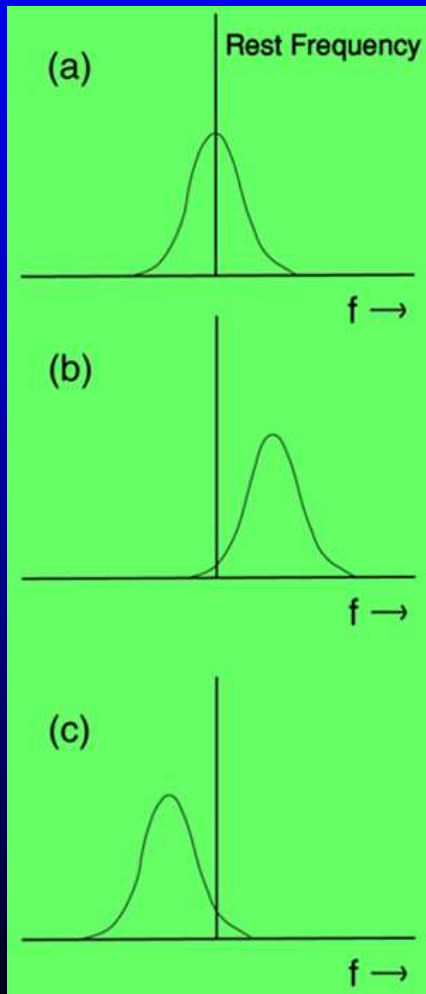 Rest Frequency
(a)
f →
(b)
f →
(c)
f →